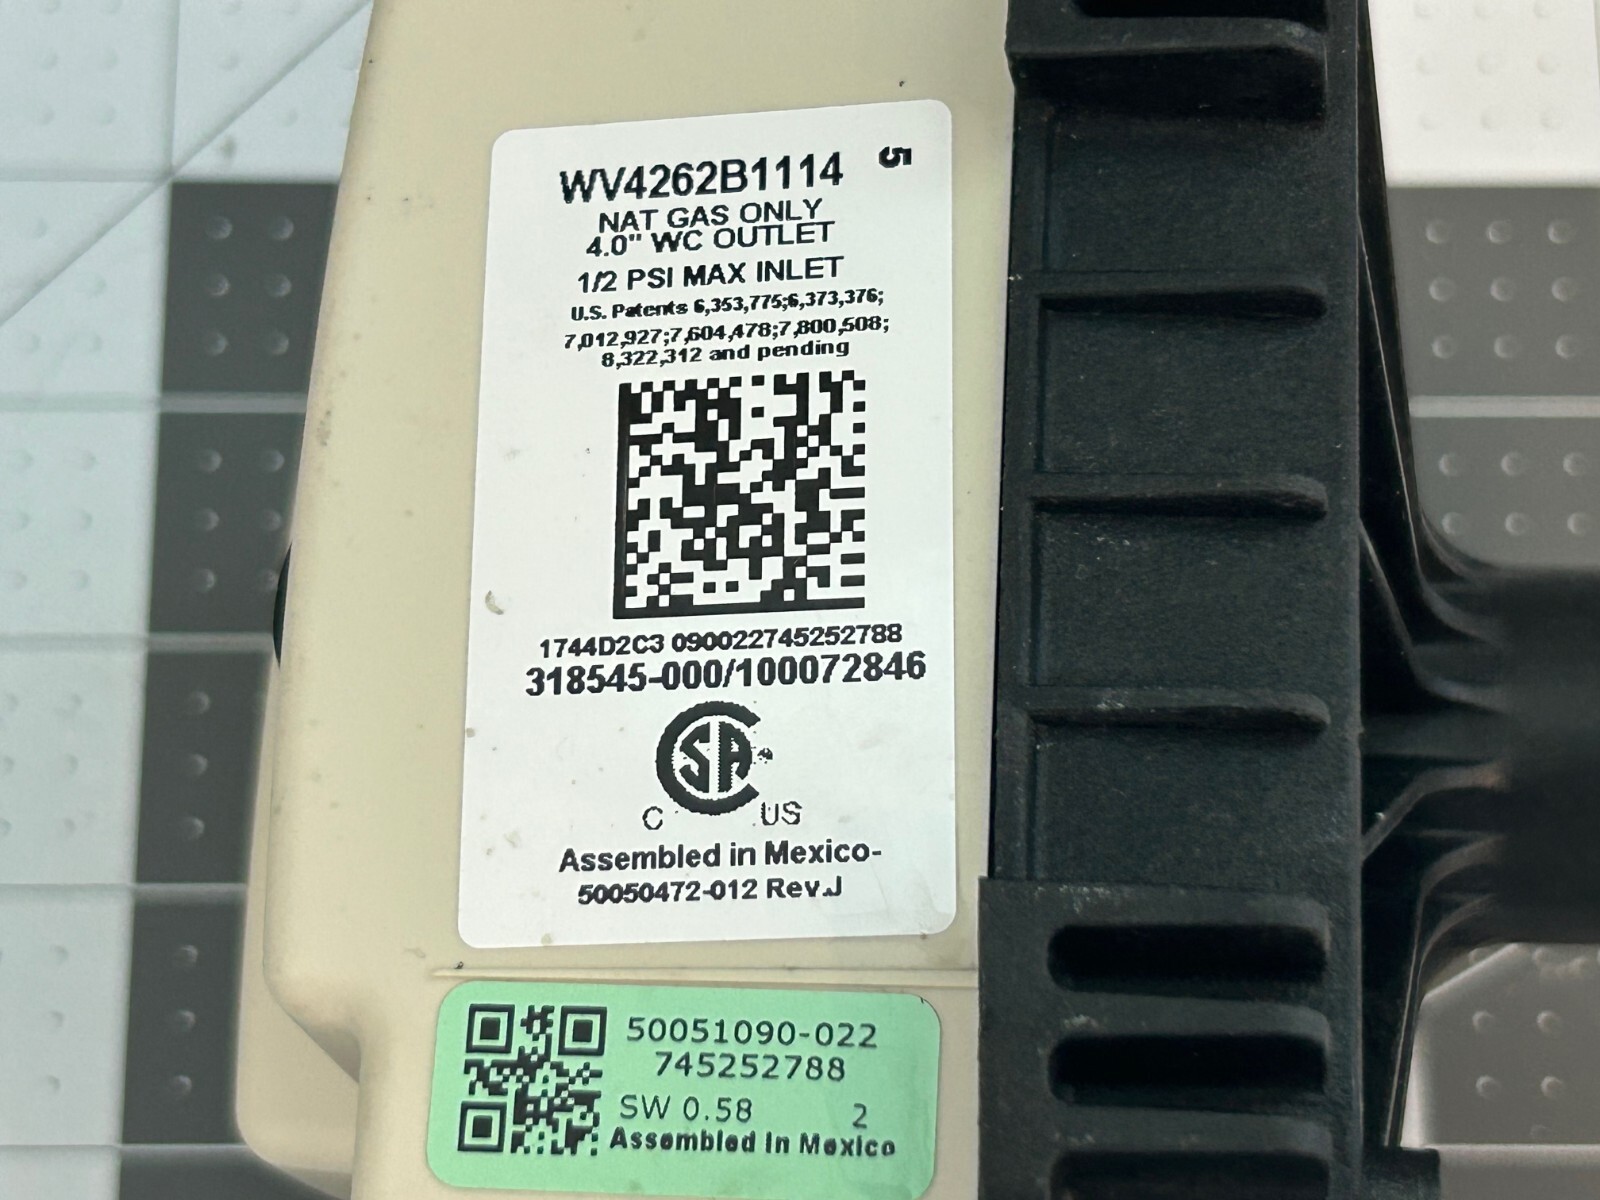 WV4262B1114 5
NAT GAS ONLY
4.0" WC OUTLET
1/2 PSI MAX INLET
U.S. Patents 6,353,775;6,373,376;
7,012,927;7,604,478;7,800,508;
8,322,312 and pending
1744D2C3 090022745252788
318545-000/100072846
CSA
C US
Assembled in Mexico-
50050472-012 Rev.J
50051090-022
745252788
SW 0.58 2
Assembled In Mexico